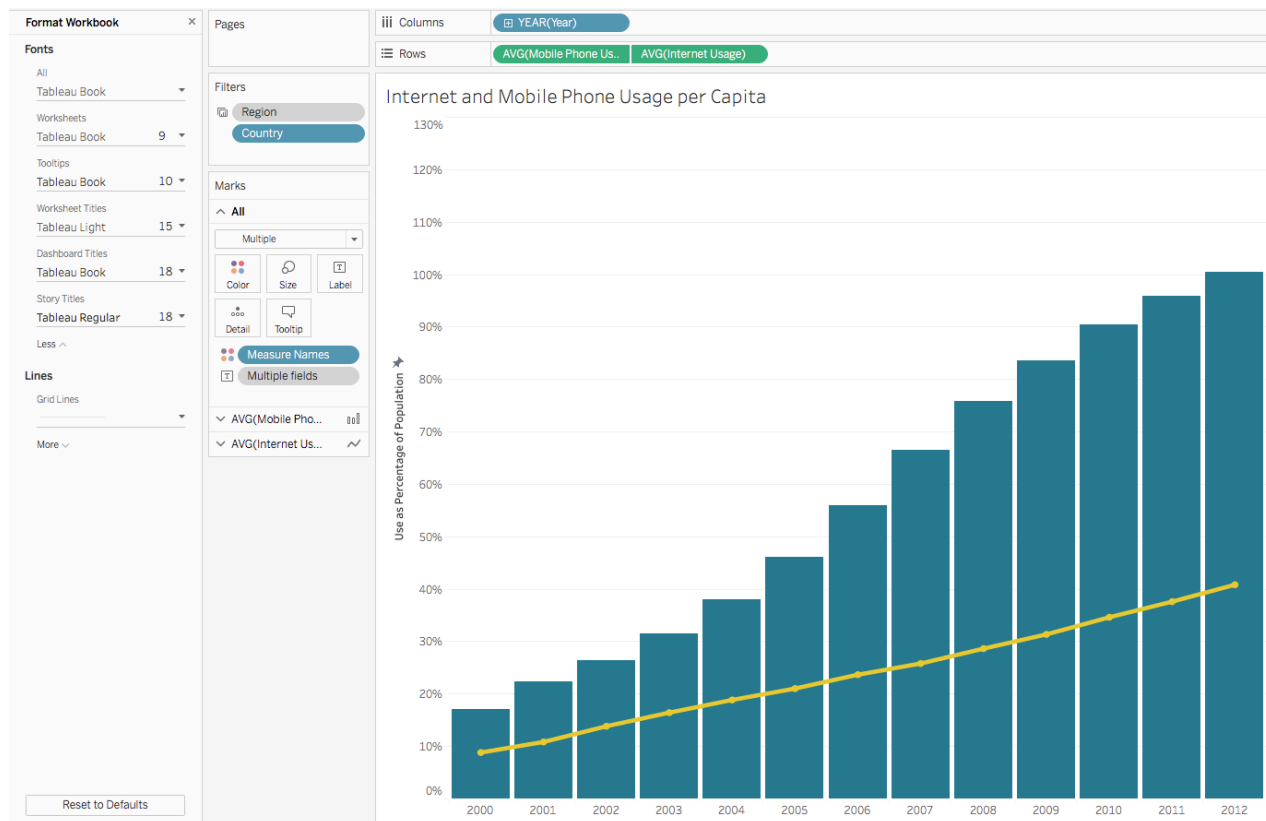 Format Workbook ×
Fonts
All
Tableau Book
Worksheets
Tableau Book 9
Tooltips
Tableau Book 10
Worksheet Titles
Tableau Light 15
Dashboard Titles
Tableau Book 18
Story Titles
Tableau Regular 18
Less
Lines
Grid Lines
More
Reset to Defaults
Pages
Filters
Region
Country
Marks
All
Multiple
Color Size Label
Detail Tooltip
Measure Names
Multiple fields
AVG(Mobile Pho...
AVG(Internet Us...
Columns YEAR(Year)
Rows AVG(Mobile Phone Us.. AVG(Internet Usage)
Internet and Mobile Phone Usage per Capita
130%
120%
110%
100%
90%
80%
70%
60%
50%
40%
30%
20%
10%
0%
Use as Percentage of Population
2000 2001 2002 2003 2004 2005 2006 2007 2008 2009 2010 2011 2012